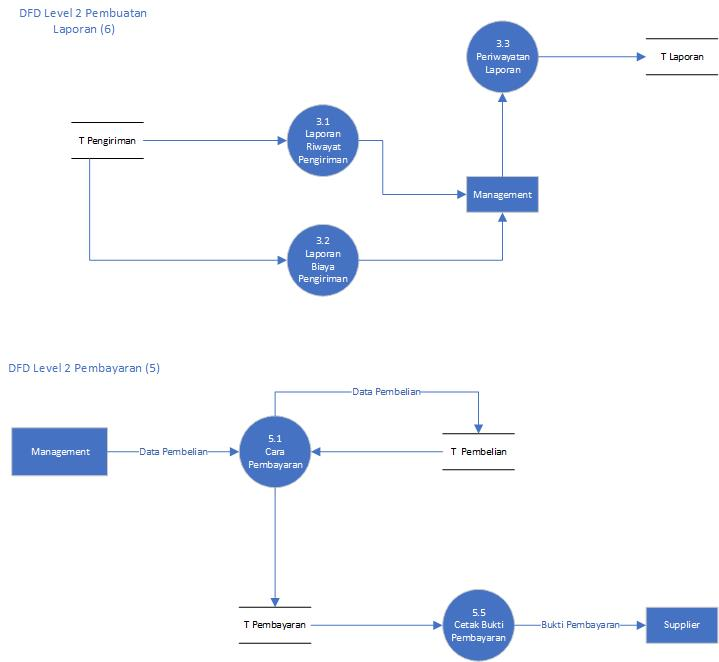 DFD Level 2 Pembuatan
Laporan (6)
3.3
Periwayatan
Laporan
T Laporan
3.1
Laporan
Riwayat
Pengiriman
T Pengiriman
Management
3.2
Laporan
Biaya
Pengiriman
DFD Level 2 Pembayaran (5)
Data Pembelian
Management
Data Pembelian
5.1
Cara
Pembayaran
T Pembelian
T Pembayaran
5.5
Cetak Bukti
Pembayaran
Bukti Pembayaran
Supplier